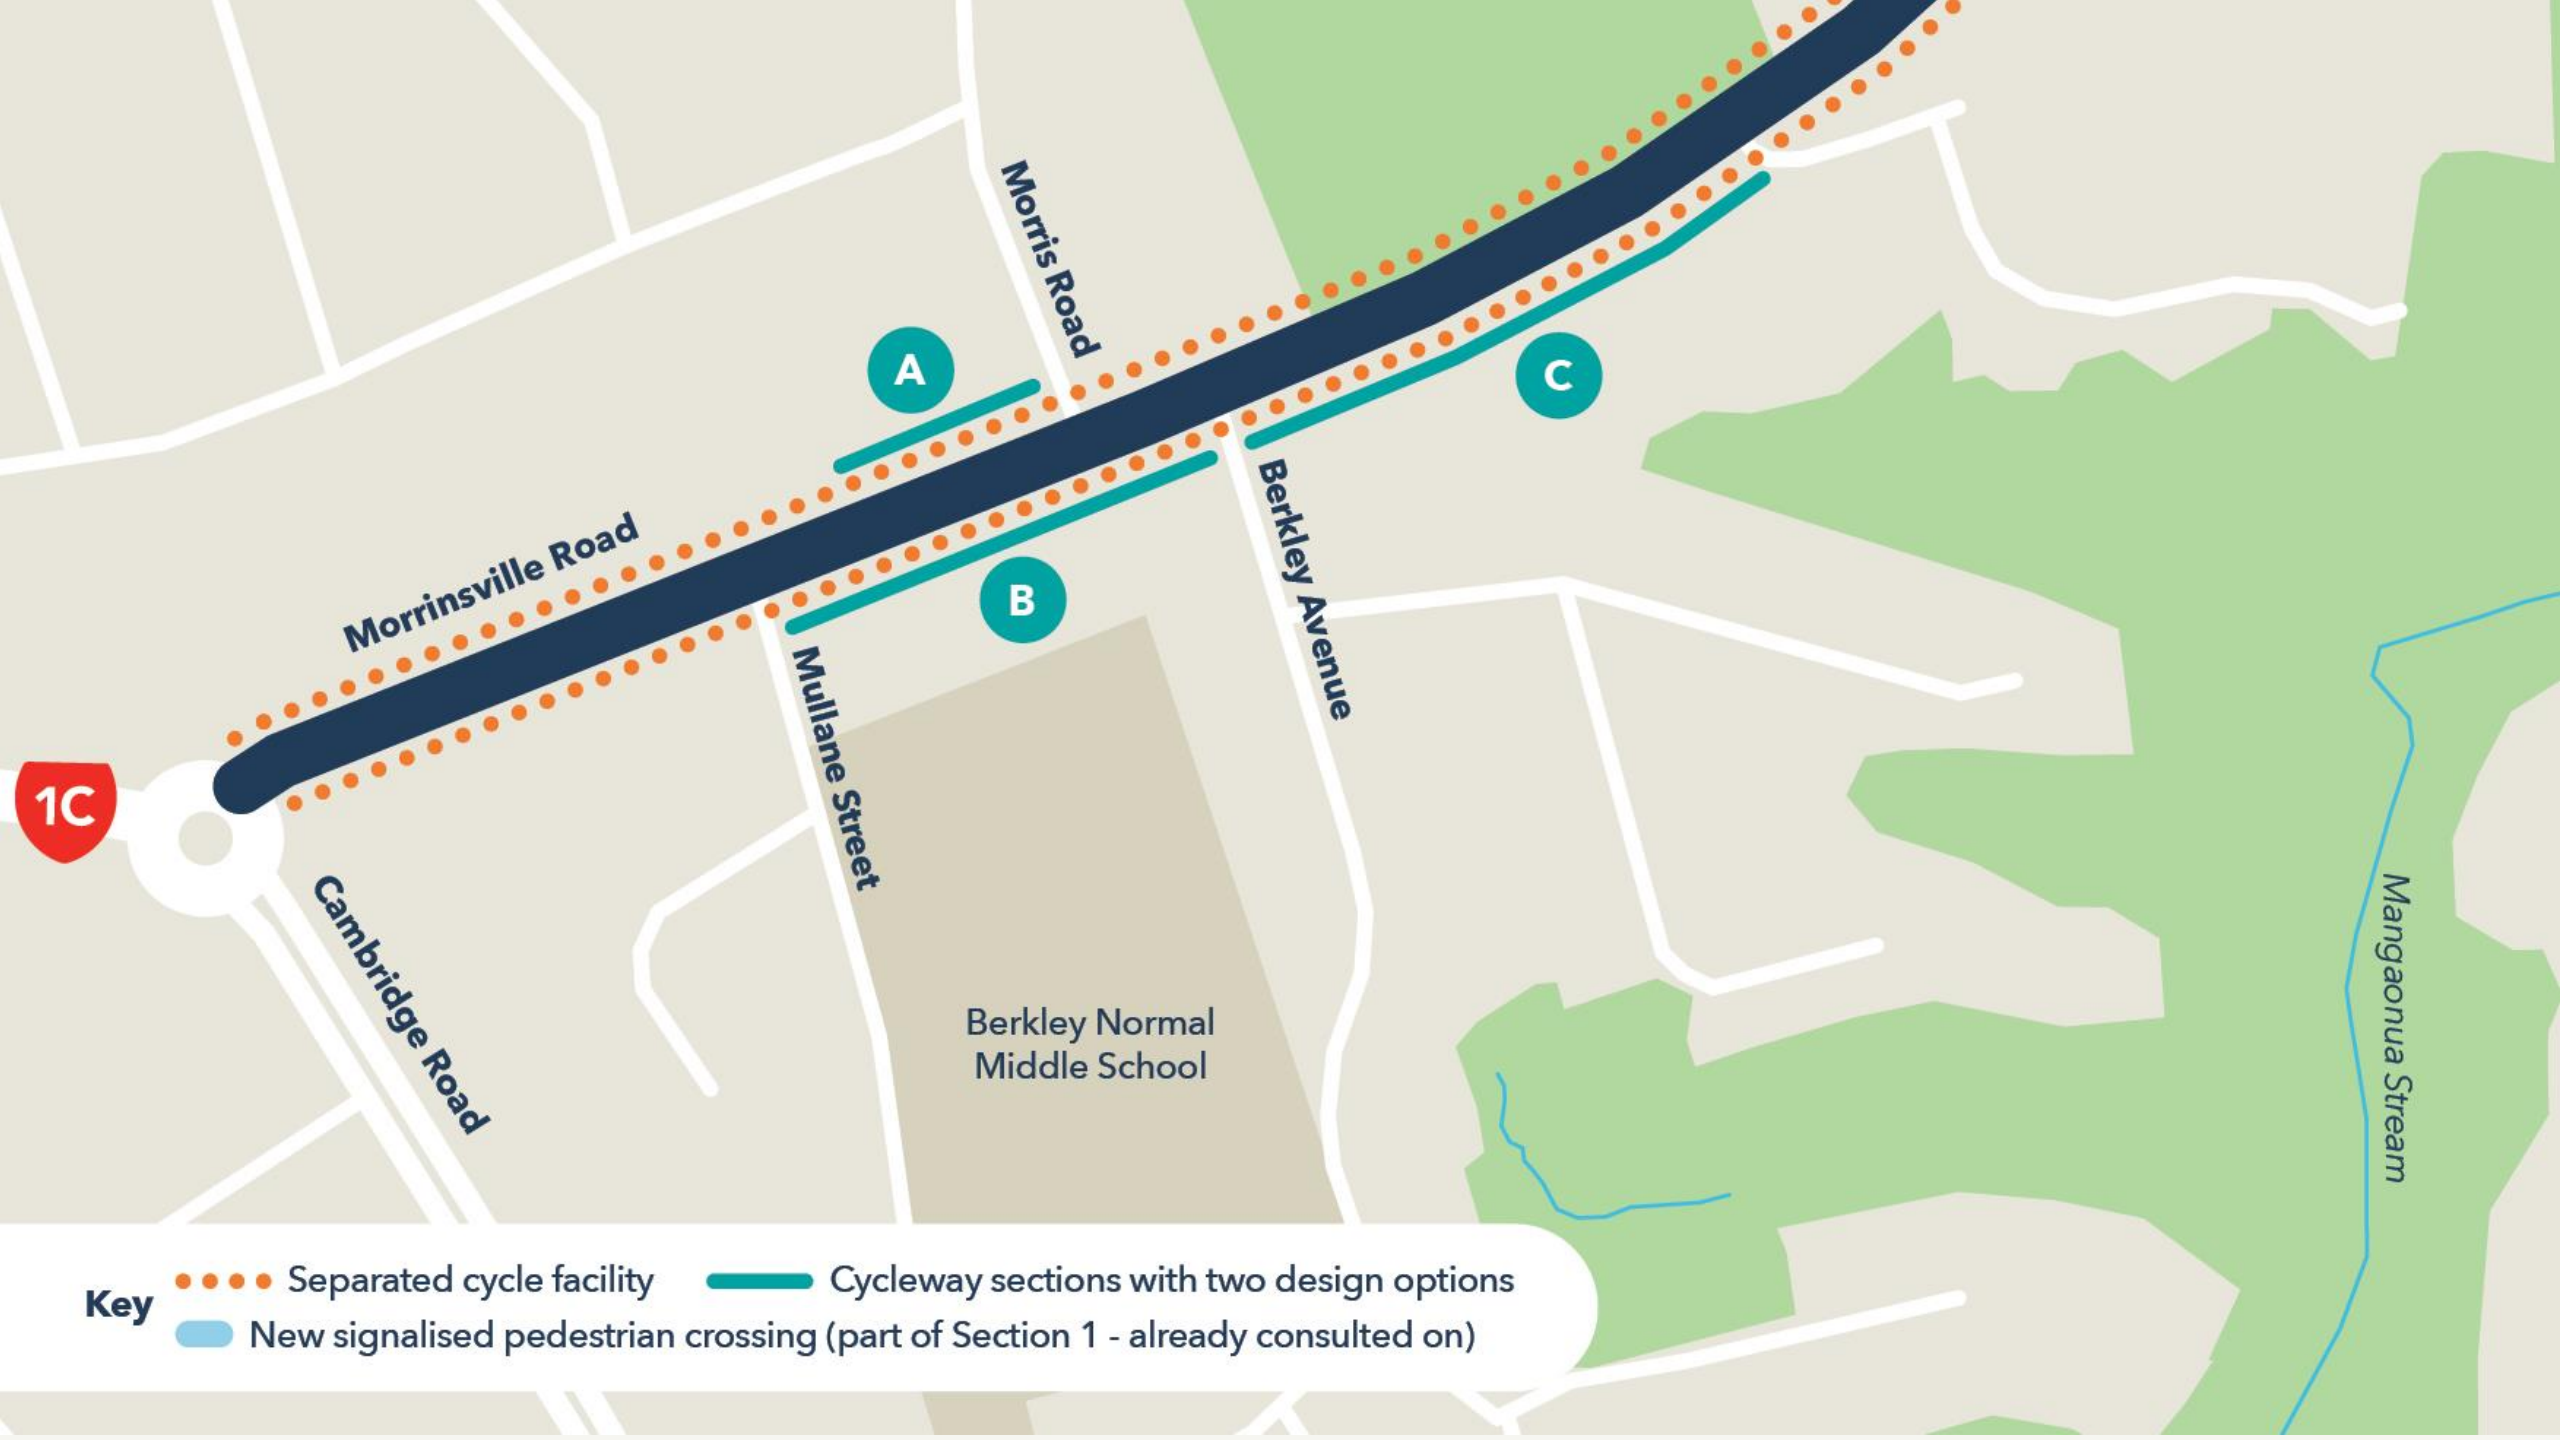 Morris Road
A
C
Morrinsville Road
B
Berkley Avenue
Mullane Street
1C
Cambridge Road
Berkley Normal
Middle School
Mangaonua Stream
Key
Separated cycle facility
Cycleway sections with two design options
New signalised pedestrian crossing (part of Section 1 - already consulted on)